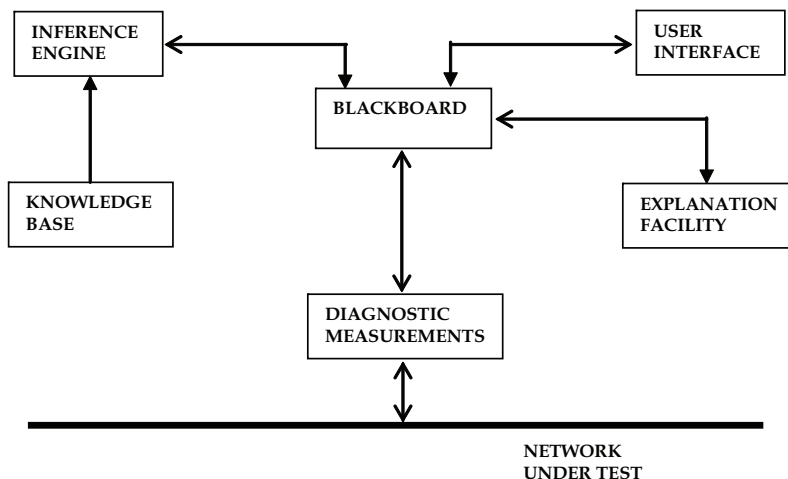 INFERENCE
ENGINE
USER
INTERFACE
BLACKBOARD
KNOWLEDGE
BASE
EXPLANATION
FACILITY
DIAGNOSTIC
MEASUREMENTS
NETWORK
UNDER TEST